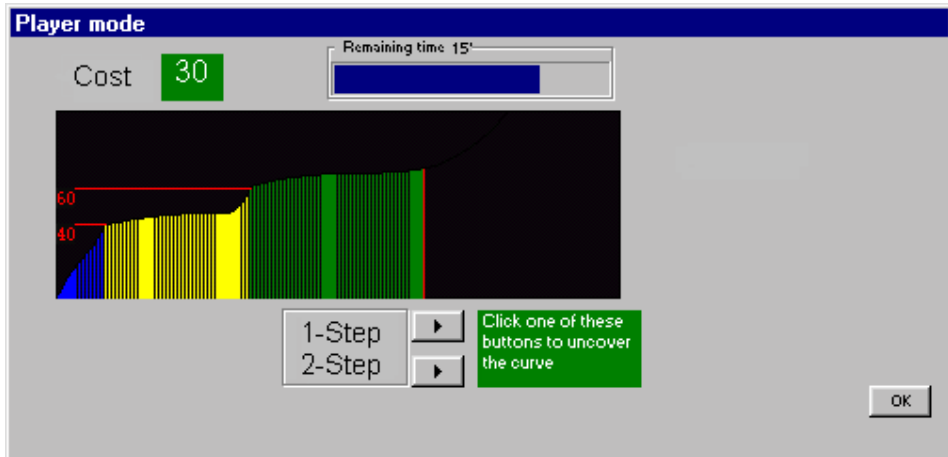 Player mode
Remaining time 15'
Cost 30
60
40
1-Step
2-Step
Click one of these
buttons to uncover
the curve
OK